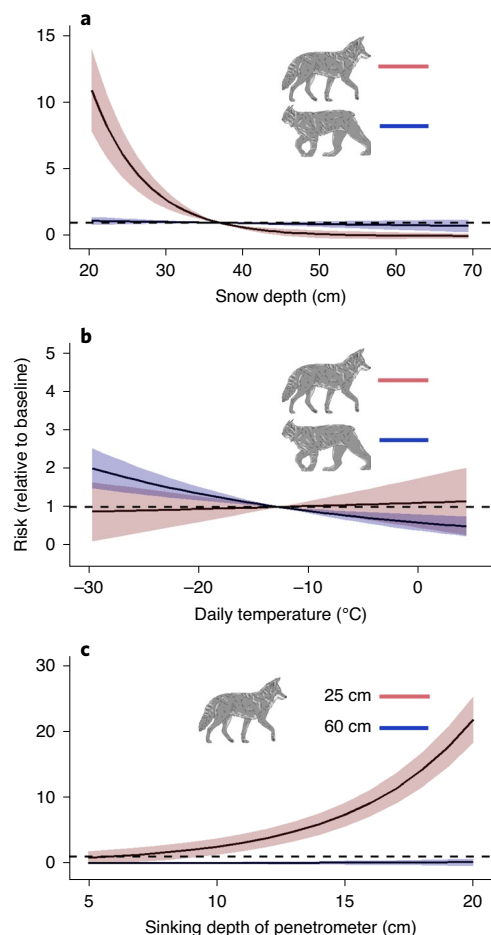 a
15
10
5
0
20 30 40 50 60 70
Snow depth (cm)
b
5
4
3
2
1
0
–30 –20 –10 0
Daily temperature (°C)
Risk (relative to baseline)
c
30
25 cm
60 cm
20
10
0
5 10 15 20
Sinking depth of penetrometer (cm)